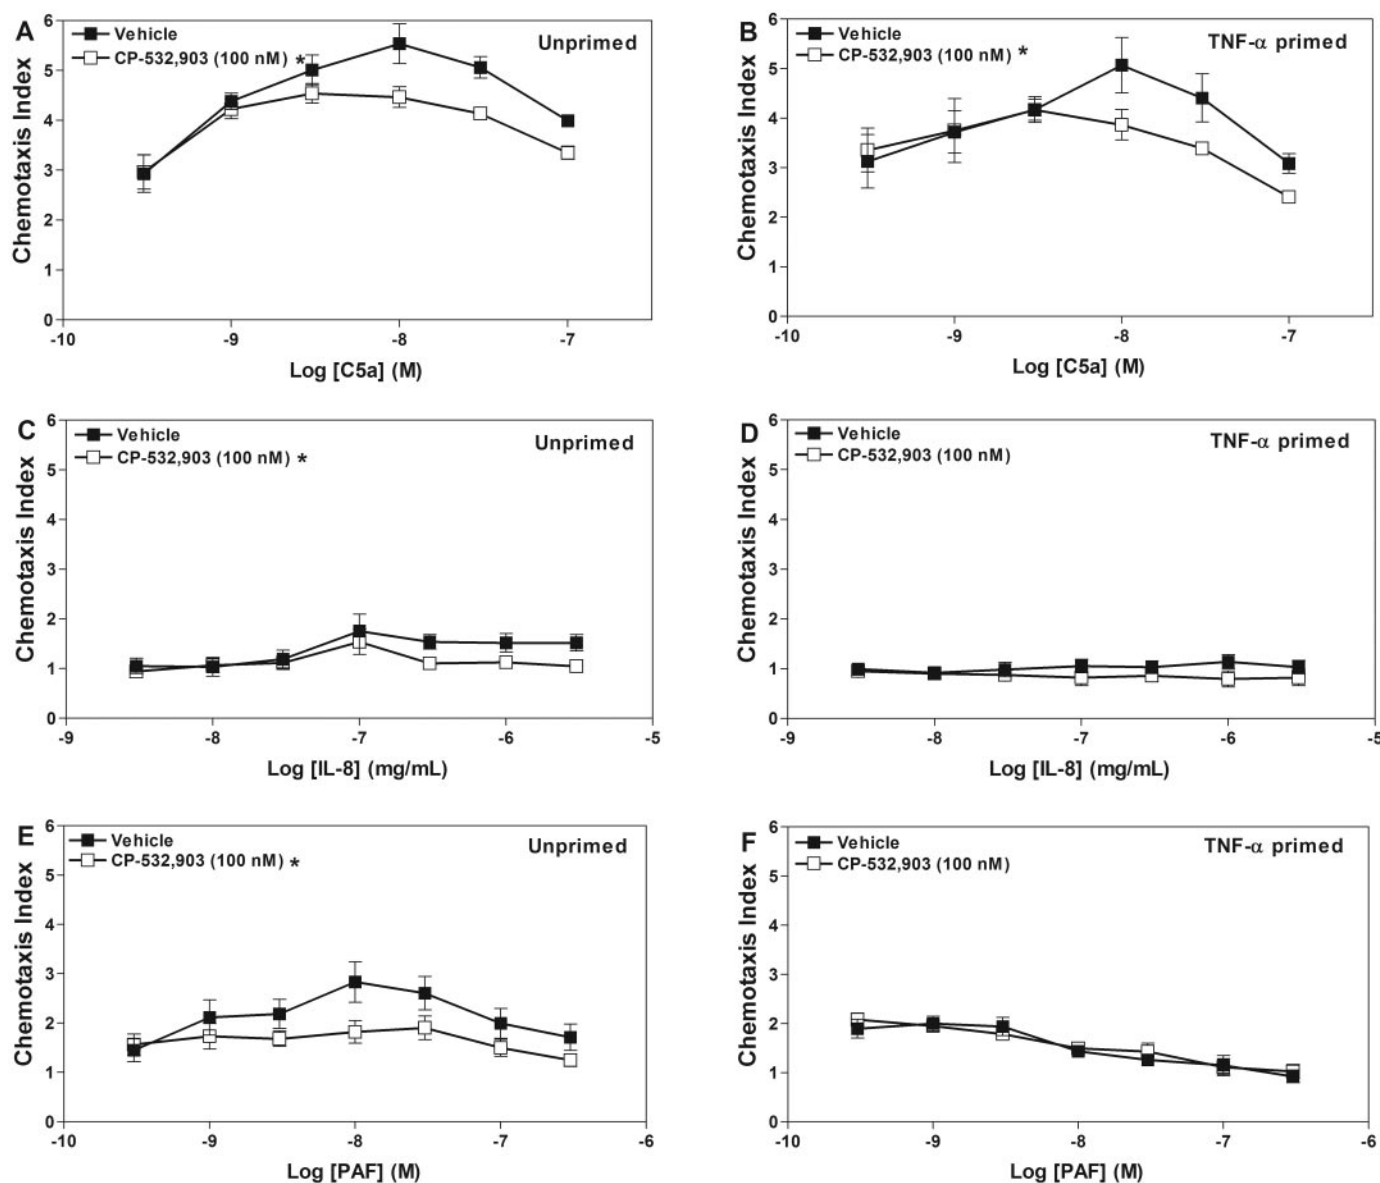 A
6
5
4
3
2
1
0
Chemotaxis Index
Vehicle
CP-532,903 (100 nM) *
Unprimed
-10
-9
-8
-7
Log [C5a] (M)
B
6
5
4
3
2
1
0
Chemotaxis Index
Vehicle
CP-532,903 (100 nM) *
TNF-α primed
-10
-9
-8
-7
Log [C5a] (M)
C
6
5
4
3
2
1
0
Chemotaxis Index
Vehicle
CP-532,903 (100 nM) *
Unprimed
-9
-8
-7
-6
-5
Log [IL-8] (mg/mL)
D
6
5
4
3
2
1
0
Chemotaxis Index
Vehicle
CP-532,903 (100 nM)
TNF-α primed
-9
-8
-7
-6
-5
Log [IL-8] (mg/mL)
E
6
5
4
3
2
1
0
Chemotaxis Index
Vehicle
CP-532,903 (100 nM) *
Unprimed
-10
-9
-8
-7
-6
Log [PAF] (M)
F
6
5
4
3
2
1
0
Chemotaxis Index
Vehicle
CP-532,903 (100 nM)
TNF-α primed
-10
-9
-8
-7
-6
Log [PAF] (M)